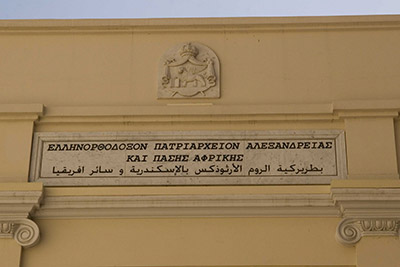 ΕΛΛΗΝΟΡΘΟΔΟΞΟΝ ΠΑΤΡΙΑΡΧΕΙΟΝ ΑΛΕΞΑΝΔΡΕΙΑΣ
ΚΑΙ ΠΑΣΗΣ ΑΦΡΙΚΗΣ
بطريركية الروم الأرثوذكس بالإسكندرية و سائر افريقيا